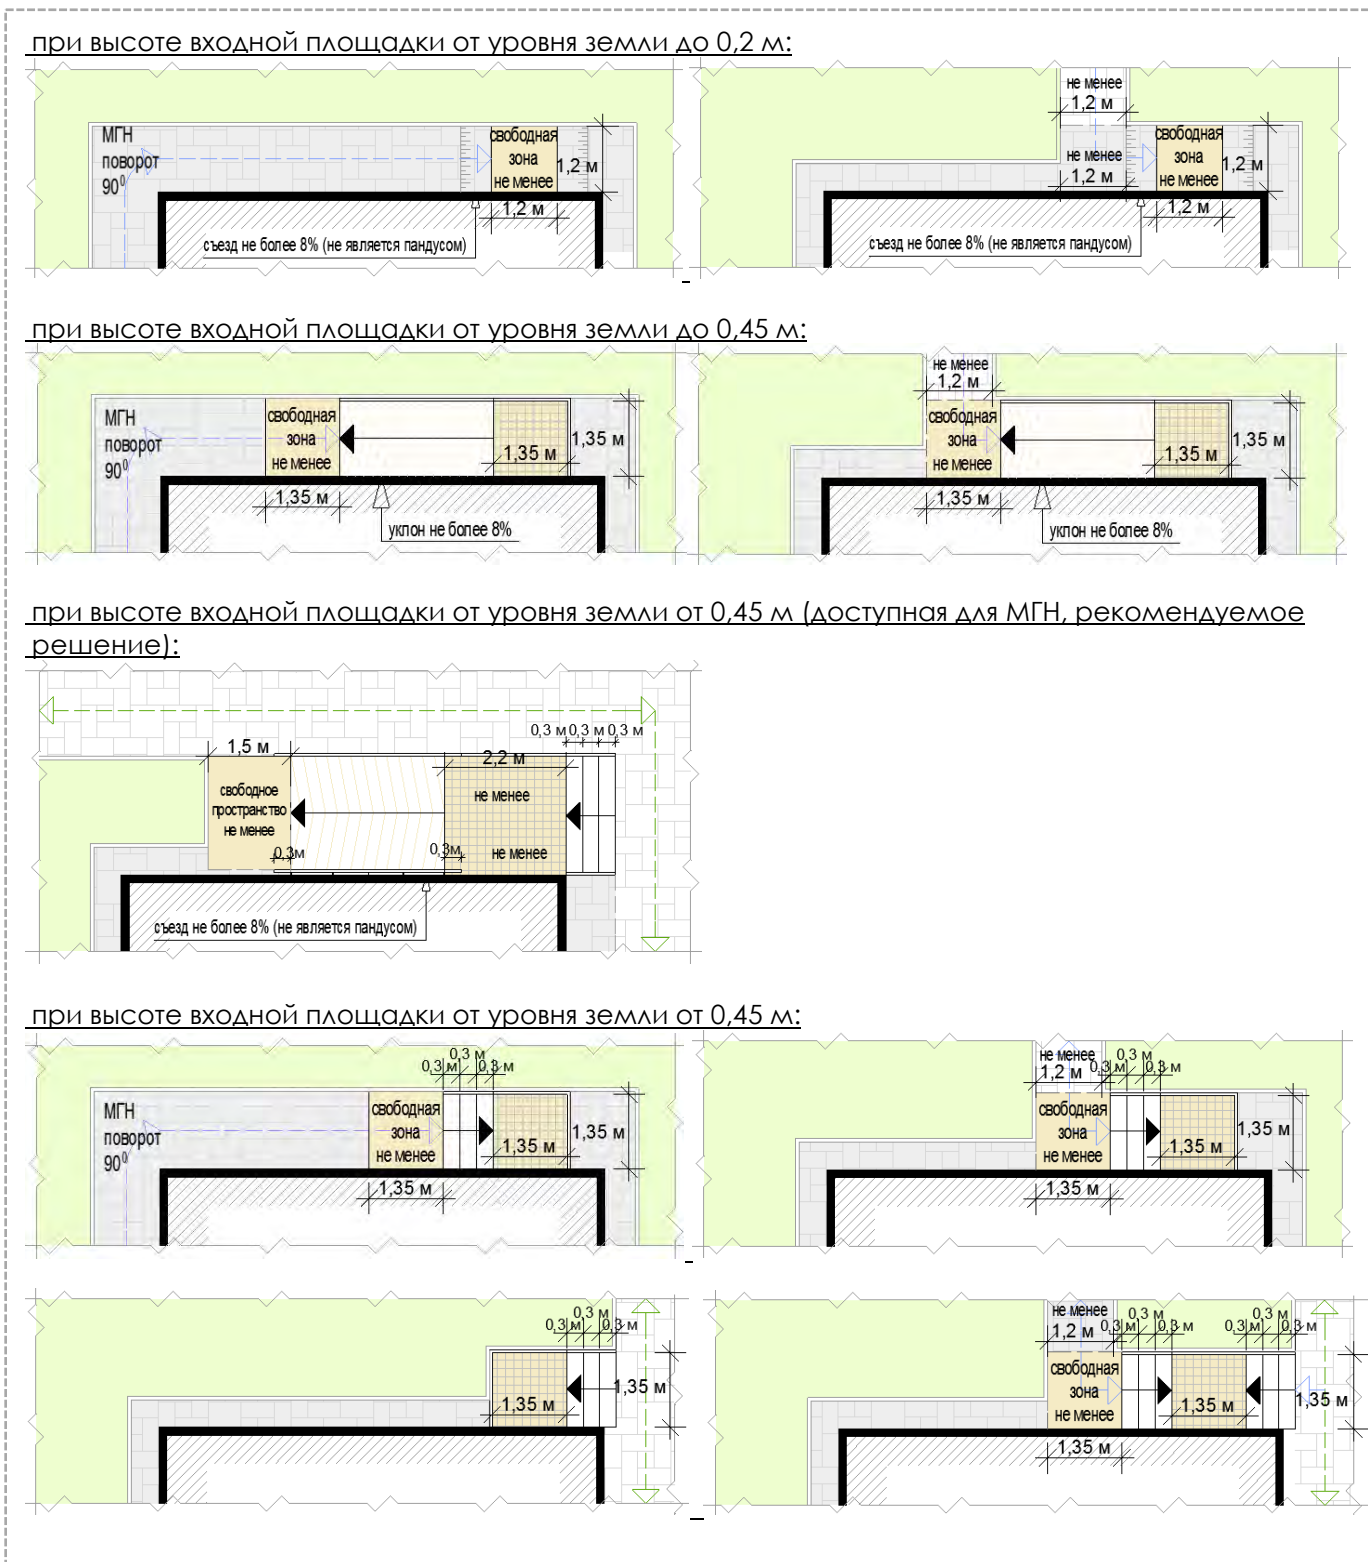 при высоте входной площадки от уровня земли до 0,2 м:
МГН
поворот
90⁰
свободная
зона
не менее
1,2 м
1,2 м
съезд не более 8% (не является пандусом)
не менее
1,2 м
не менее
1,2 м
свободная
зона
не менее
1,2 м
1,2 м
съезд не более 8% (не является пандусом)
при высоте входной площадки от уровня земли до 0,45 м:
МГН
поворот
90⁰
свободная
зона
не менее
1,35 м
1,35 м
1,35 м
уклон не более 8%
не менее
1,2 м
свободная
зона
не менее
1,35 м
1,35 м
1,35 м
уклон не более 8%
при высоте входной площадки от уровня земли от 0,45 м (доступная для МГН, рекомендуемое
решение):
0,3 м 0,3 м 0,3 м
1,5 м
2,2 м
свободное
пространство
не менее
не менее
0,3м
0,3м
не менее
съезд не более 8% (не является пандусом)
при высоте входной площадки от уровня земли от 0,45 м:
0,3 м
0,3 м 0,3 м
МГН
поворот
90⁰
свободная
зона
не менее
1,35 м
1,35 м
1,35 м
не менее
1,2 м
0,3 м
0,3 м 0,3 м
свободная
зона
не менее
1,35 м
1,35 м
1,35 м
0,3 м
0,3 м 0,3 м
1,35 м
1,35 м
не менее
1,2 м
0,3 м
0,3 м 0,3 м
0,3 м
0,3 м 0,3 м
свободная
зона
не менее
1,35 м
1,35 м
1,35 м